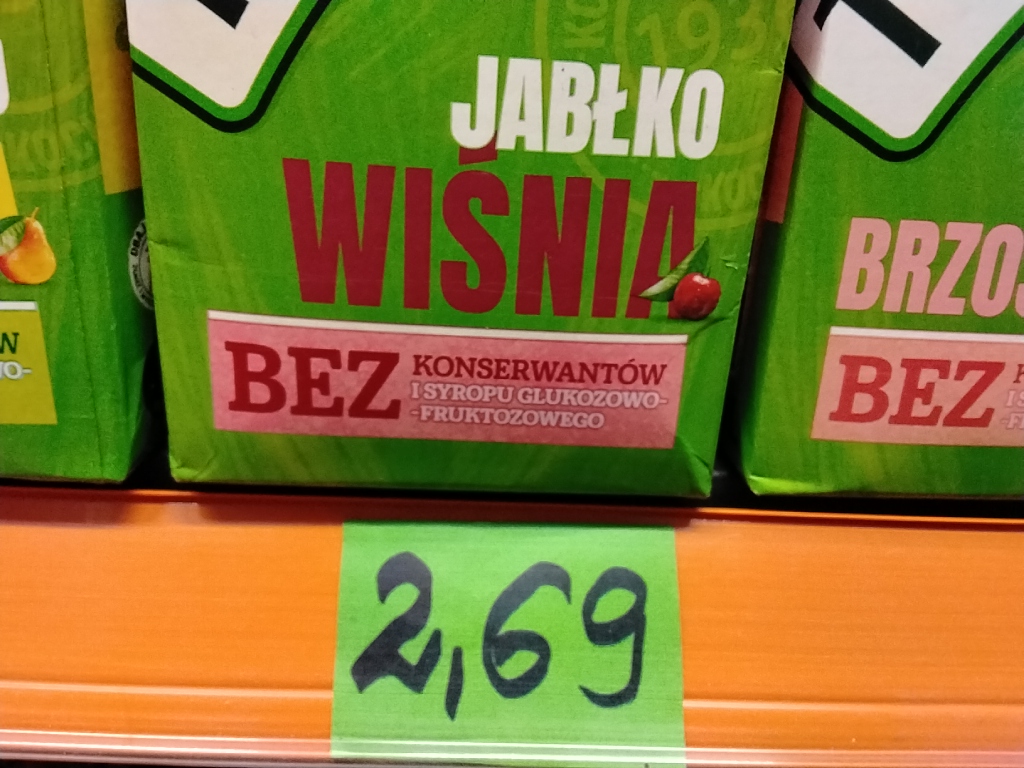 JABŁKO
WIŚNIA
BEZ KONSERWANTÓW
I SYROPU GLUKOZOWO-
-FRUKTOZOWEGO
BRZOS
BEZ
2,69